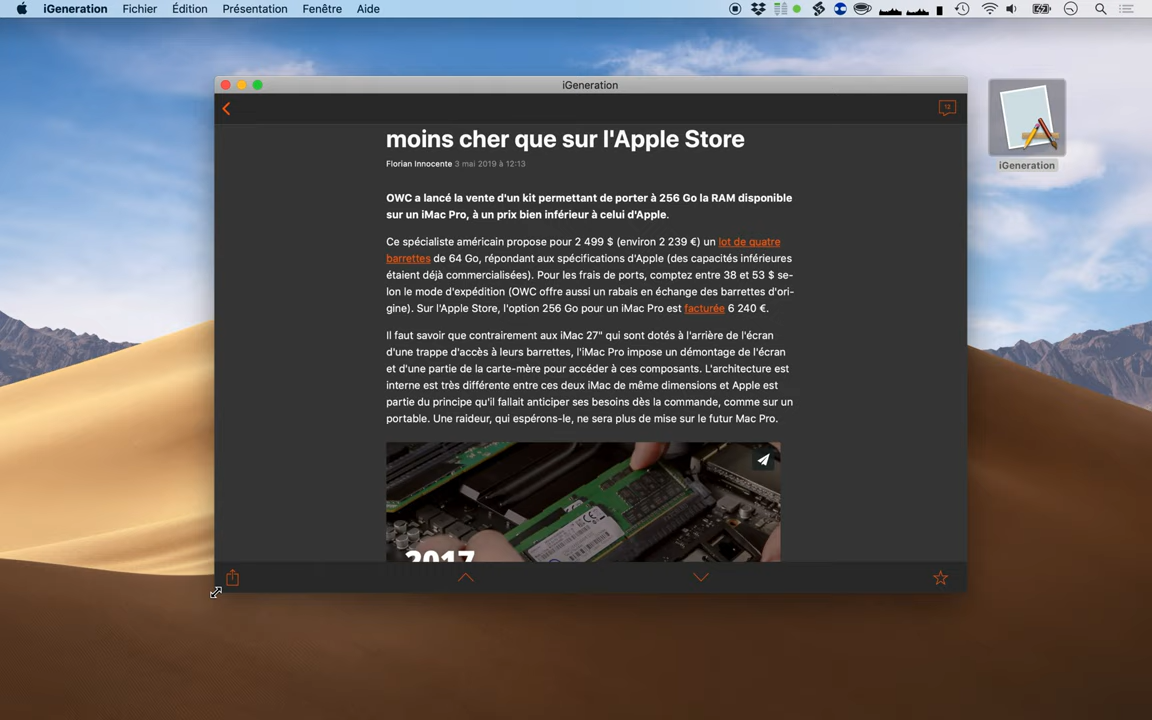 iGeneration Fichier Édition Présentation Fenêtre Aide
iGeneration
12
moins cher que sur l'Apple Store
Florian Innocente 3 mai 2019 à 12:13
OWC a lancé la vente d'un kit permettant de porter à 256 Go la RAM disponible
sur un iMac Pro, à un prix bien inférieur à celui d'Apple.
Ce spécialiste américain propose pour 2 499 $ (environ 2 239 €) un lot de quatre
barrettes de 64 Go, répondant aux spécifications d'Apple (des capacités inférieures
étaient déjà commercialisées). Pour les frais de ports, comptez entre 38 et 53 $ se-
lon le mode d'expédition (OWC offre aussi un rabais en échange des barrettes d'ori-
gine). Sur l'Apple Store, l'option 256 Go pour un iMac Pro est facturée 6 240 €.
Il faut savoir que contrairement aux iMac 27" qui sont dotés à l'arrière de l'écran
d'une trappe d'accès à leurs barrettes, l'iMac Pro impose un démontage de l'écran
et d'une partie de la carte-mère pour accéder à ces composants. L'architecture est
interne est très différente entre ces deux iMac de même dimensions et Apple est
partie du principe qu'il fallait anticiper ses besoins dès la commande, comme sur un
portable. Une raideur, qui espérons-le, ne sera plus de mise sur le futur Mac Pro.
2017
iGeneration